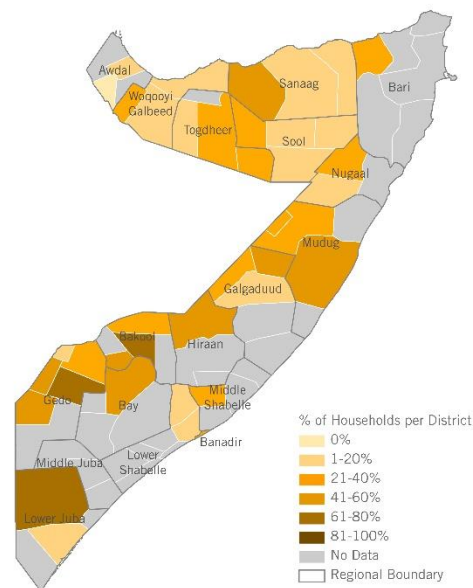 Awdal
Woqooyi
Galbeed
Sanaag
Bari
Togdheer
Sool
Nugaal
Mudug
Galgaduud
Bakool
Hiraan
Gedo
Bay
Middle
Shabelle
Banadir
Lower
Shabelle
Middle Juba
Lower Juba
% of Households per District
0%
1-20%
21-40%
41-60%
61-80%
81-100%
No Data
Regional Boundary